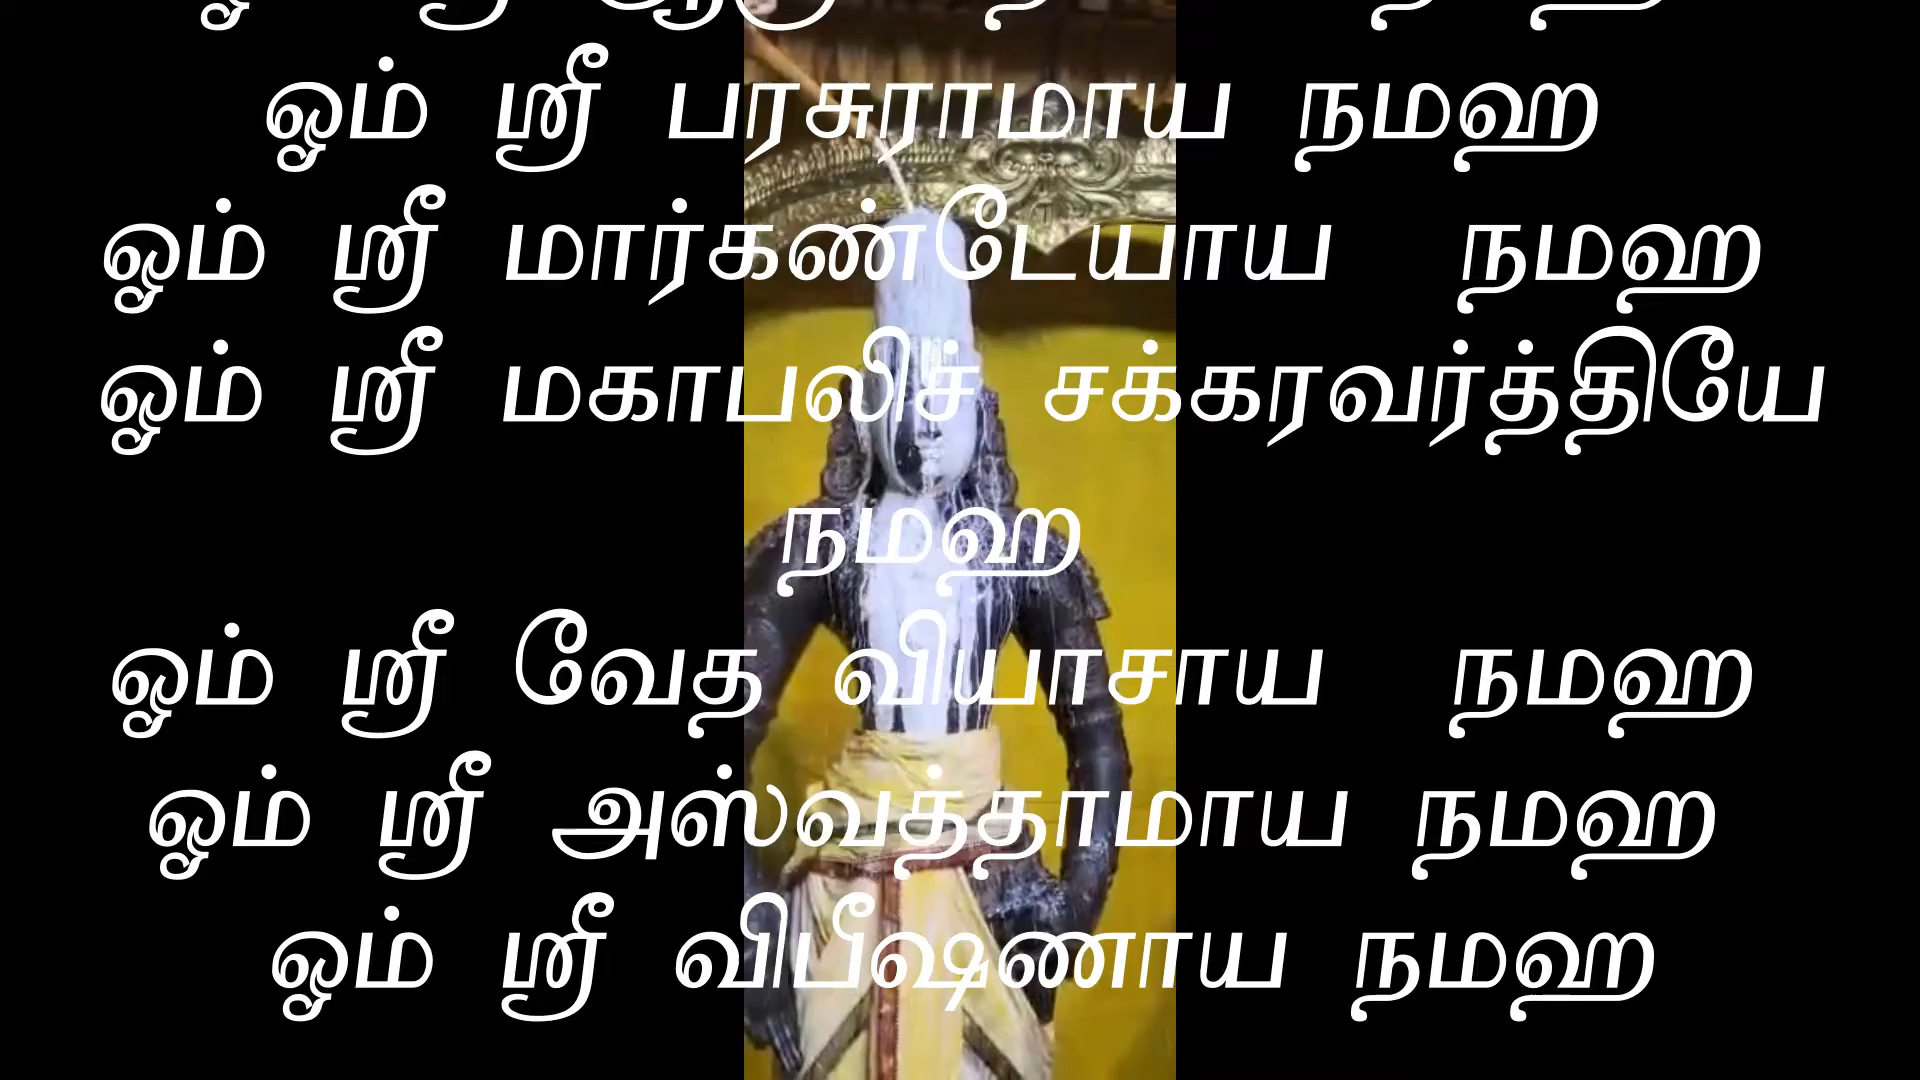 ஓம் ஸ்ரீ பரசுராமாய நமஹ
ஓம் ஸ்ரீ மார்கண்டேயாய நமஹ
ஓம் ஸ்ரீ மகாபலிச் சக்கரவர்த்தியே
நமஹ
ஓம் ஸ்ரீ வேத வியாசாய நமஹ
ஓம் ஸ்ரீ அஸ்வத்தாமாய நமஹ
ஓம் ஸ்ரீ விபீஷணாய நமஹ